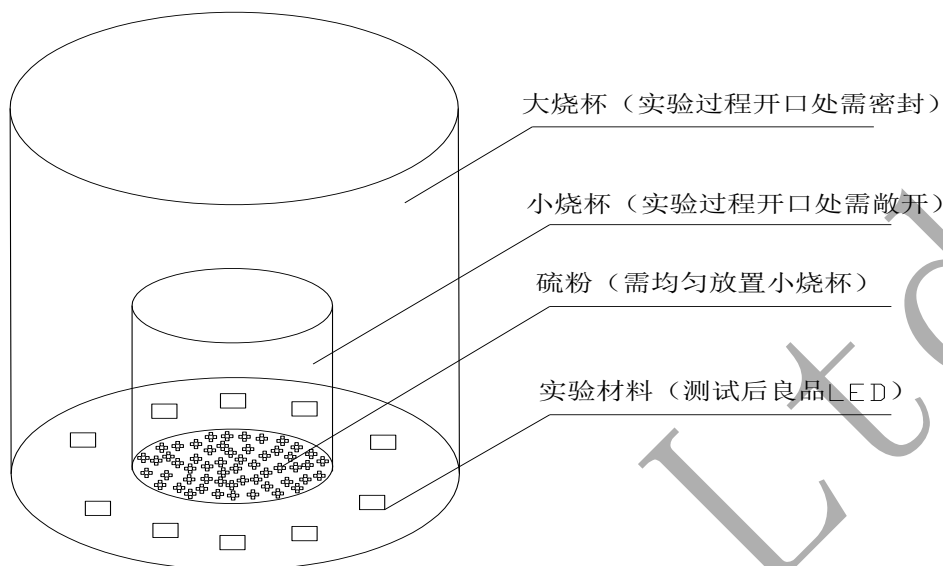 大烧杯（实验过程开口处需密封）
小烧杯（实验过程开口处需敞开）
硫粉（需均匀放置小烧杯）
实验材料（测试后良品LED）
Ltd